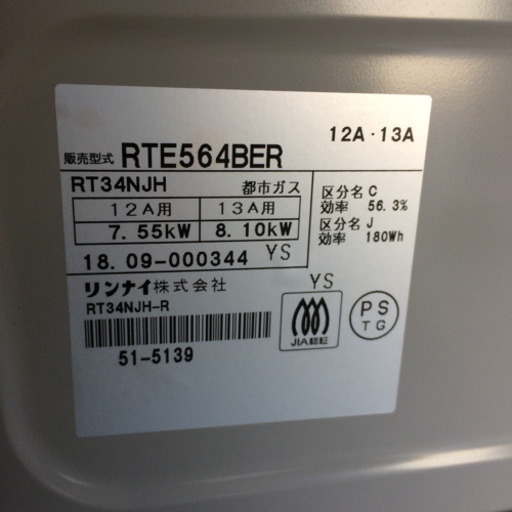 12A・13A
販売型式 RTE564BER
RT34NJH 都市ガス
12A用 13A用
7.55kW 8.10kW
区分名 C
効率 56.3%
区分名 J
効率 180Wh
18.09-000344 YS
リンナイ株式会社
RT34NJH-R
YS
JIA認証
PS
TG
51-5139